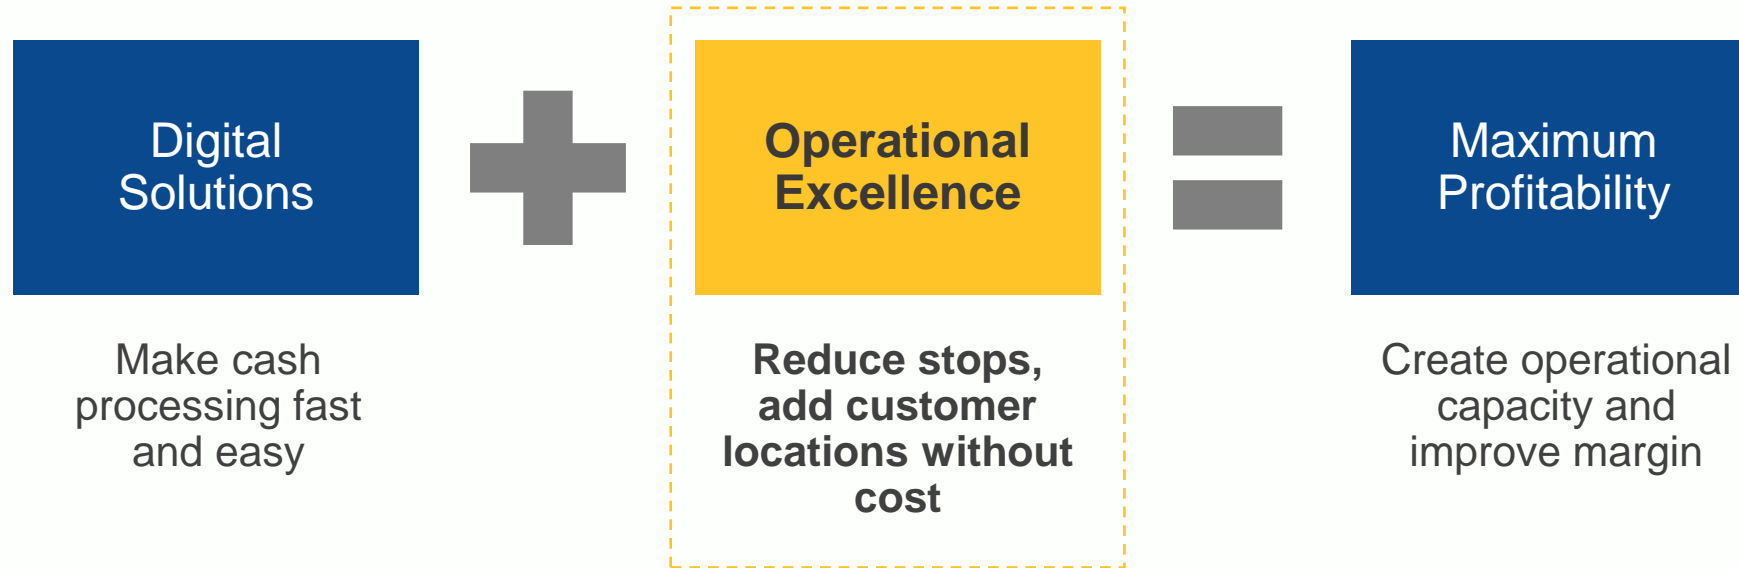 Digital
Solutions
Operational
Excellence
Maximum
Profitability
Make cash
processing fast
and easy
Reduce stops,
add customer
locations without
cost
Create operational
capacity and
improve margin